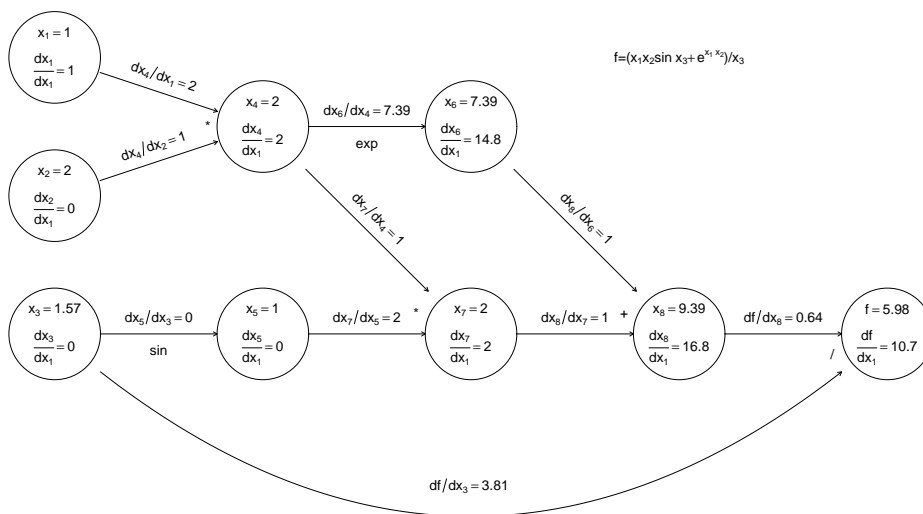 x₁ = 1
dx₁/dx₁ = 1
dx₄/dx₁ = 2
f=(x₁x₂sin x₃+e^(x₁ x₂))/x₃
x₄ = 2
dx₄/dx₁ = 2
*
dx₆/dx₄ = 7.39
exp
x₆ = 7.39
dx₆/dx₁ = 14.8
dx₄/dx₂ = 1
x₂ = 2
dx₂/dx₁ = 0
dx₇/dx₄ = 1
dx₈/dx₆ = 1
x₃ = 1.57
dx₃/dx₁ = 0
dx₅/dx₃ = 0
sin
x₅ = 1
dx₅/dx₁ = 0
dx₇/dx₅ = 2
*
x₇ = 2
dx₇/dx₁ = 2
dx₈/dx₇ = 1
+
x₈ = 9.39
dx₈/dx₁ = 16.8
df/dx₈ = 0.64
/
f = 5.98
df/dx₁ = 10.7
df/dx₃ = 3.81